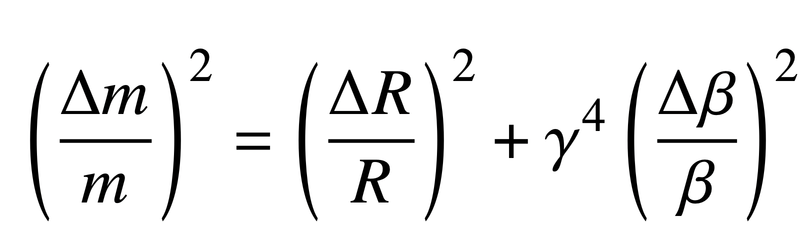 (Δm/m)² = (ΔR/R)² + γ⁴ (Δβ/β)²